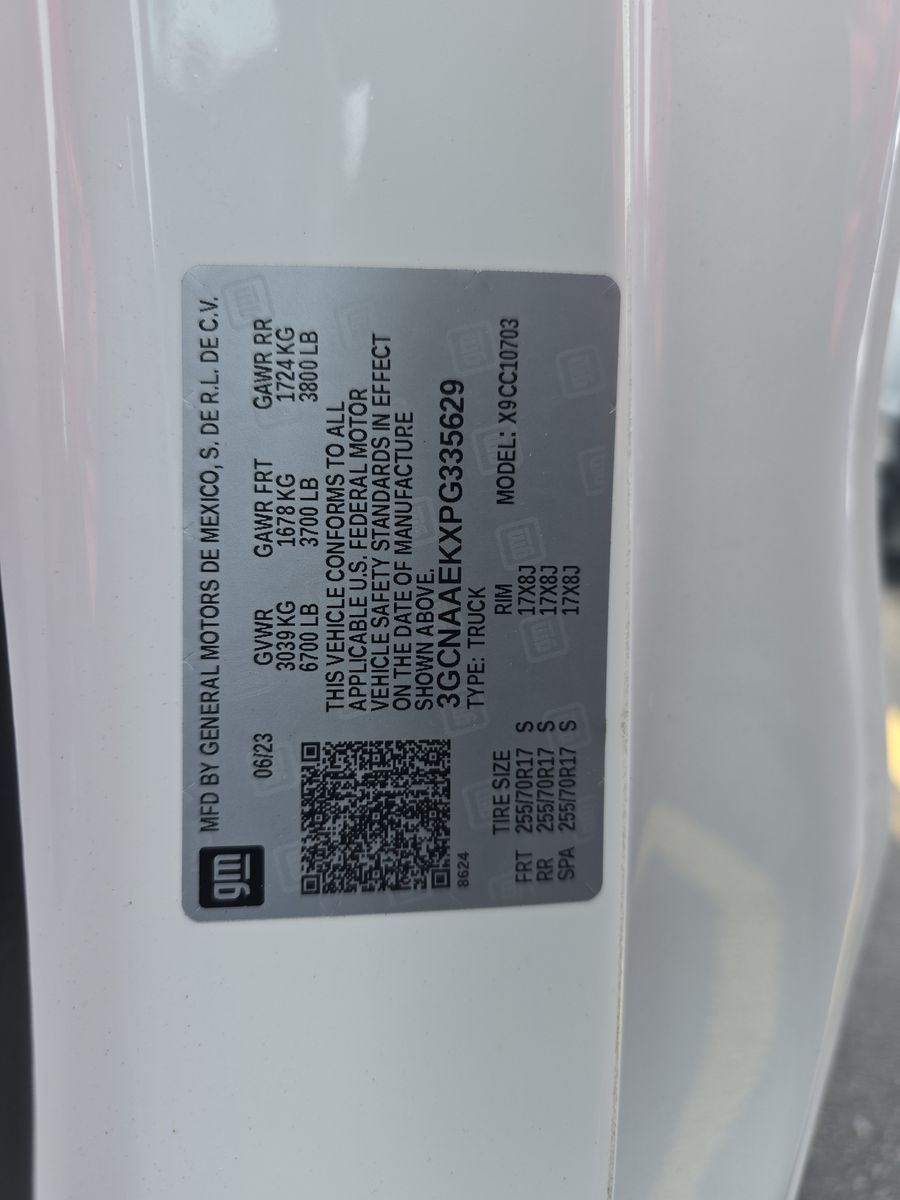 gm
MFD BY GENERAL MOTORS DE MEXICO, S. DE R.L. DE C.V.
06/23 GVWR GAWR FRT GAWR RR
3039 KG 1678 KG 1724 KG
6700 LB 3700 LB 3800 LB
THIS VEHICLE CONFORMS TO ALL
APPLICABLE U.S. FEDERAL MOTOR
VEHICLE SAFETY STANDARDS IN EFFECT
ON THE DATE OF MANUFACTURE
SHOWN ABOVE.
3GCNAAEKXPG335629
8624 TYPE: TRUCK
TIRE SIZE RIM MODEL: X9CC10703
FRT 255/70R17 S 17X8J
RR 255/70R17 S 17X8J
SPA 255/70R17 S 17X8J